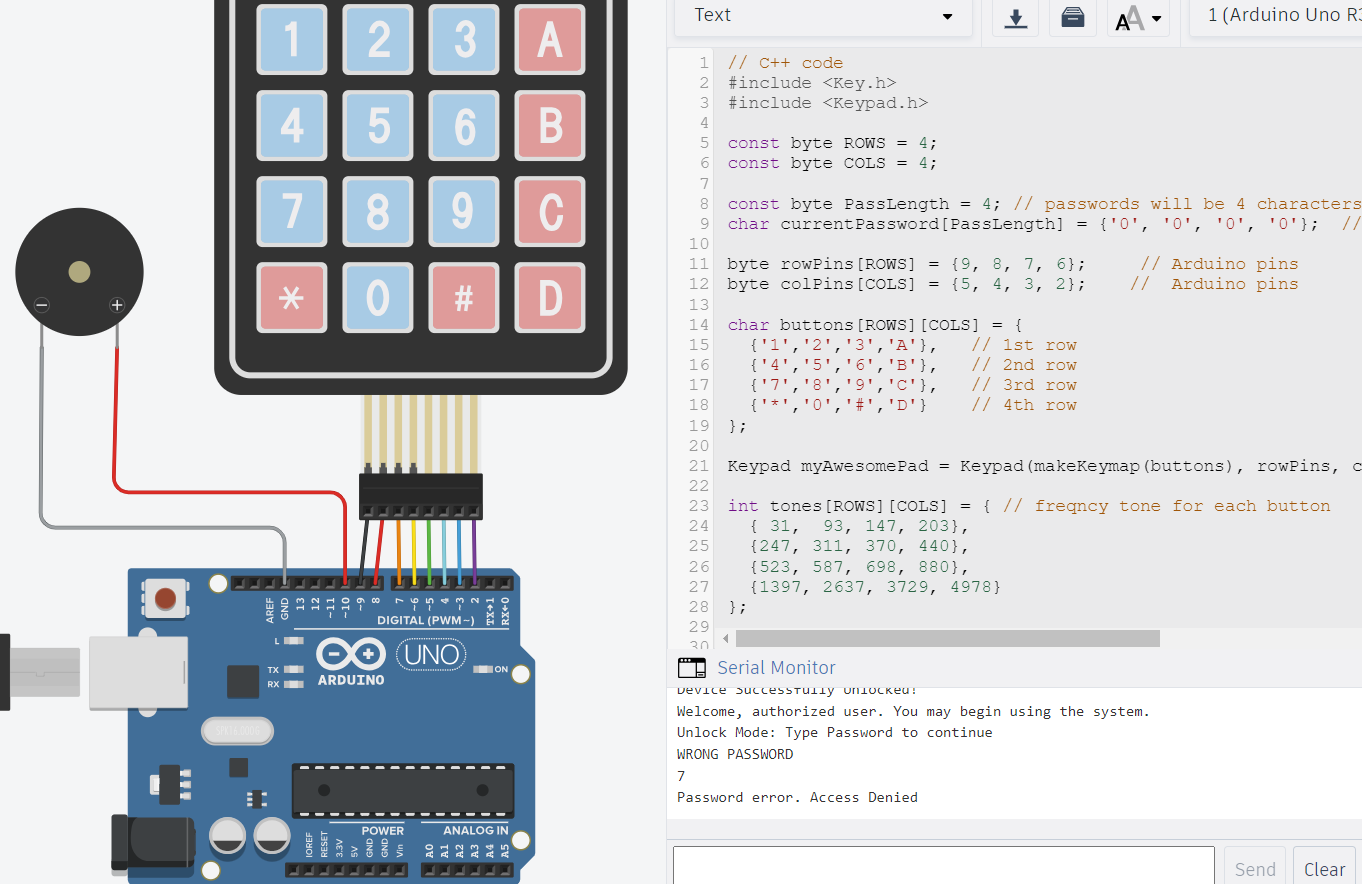 1 2 3 A
4 5 6 B
7 8 9 C
* 0 # D
AREF
GND
13
12
~11
~10
~9
8
7
~6
~5
4
~3
2
TX→1
RX←0
DIGITAL (PWM~)
L
TX
RX
UNO
ARDUINO
ON
POWER
ANALOG IN
IOREF
RESET
3.3V
5V
GND
GND
Vin
A0
A1
A2
A3
A4
A5
Text
1 (Arduino Uno R3
1 // C++ code
2 #include <Key.h>
3 #include <Keypad.h>
4
5 const byte ROWS = 4;
6 const byte COLS = 4;
7
8 const byte PassLength = 4; // passwords will be 4 characters
9 char currentPassword[PassLength] = {'0', '0', '0', '0'}; //
10
11 byte rowPins[ROWS] = {9, 8, 7, 6}; // Arduino pins
12 byte colPins[COLS] = {5, 4, 3, 2}; // Arduino pins
13
14 char buttons[ROWS][COLS] = {
15 {'1','2','3','A'}, // 1st row
16 {'4','5','6','B'}, // 2nd row
17 {'7','8','9','C'}, // 3rd row
18 {'*','0','#','D'} // 4th row
19 };
20
21 Keypad myAwesomePad = Keypad(makeKeymap(buttons), rowPins, c
22
23 int tones[ROWS][COLS] = { // freqncy tone for each button
24 { 31, 93, 147, 203},
25 {247, 311, 370, 440},
26 {523, 587, 698, 880},
27 {1397, 2637, 3729, 4978}
28 };
29
30
Serial Monitor
Device Successfully Unlocked!
Welcome, authorized user. You may begin using the system.
Unlock Mode: Type Password to continue
WRONG PASSWORD
7
Password error. Access Denied
Send
Clear